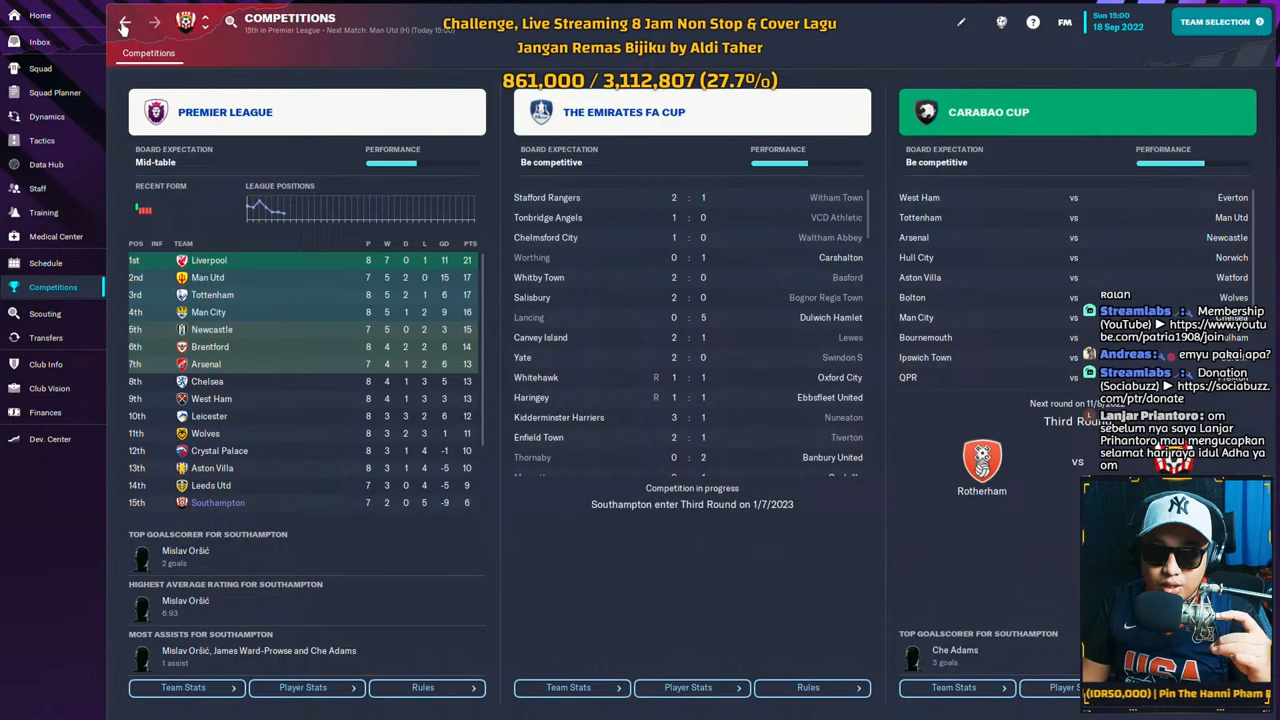 Home
Inbox
Squad
Squad Planner
Dynamics
Tactics
Data Hub
Staff
Training
Medical Center
Schedule
Competitions
Scouting
Transfers
Club Info
Club Vision
Finances
Dev. Center
COMPETITIONS
15th in Premier League - Next Match: Man Utd (H) (Today 15:00)
Challenge, Live Streaming 8 Jam Non Stop & Cover Lagu
Jangan Remas Bijiku by Aldi Taher
861,000 / 3,112,807 (27.7%)
FM
Sun 15:00
18 Sep 2022
TEAM SELECTION
Competitions
PREMIER LEAGUE
BOARD EXPECTATION PERFORMANCE
Mid-table
RECENT FORM LEAGUE POSITIONS
POS INF TEAM P W D L GD PTS
1st Liverpool 8 7 0 1 11 21
2nd Man Utd 7 5 2 0 15 17
3rd Tottenham 8 5 2 1 6 17
4th Man City 8 5 1 2 9 16
5th Newcastle 7 5 0 2 3 15
6th Brentford 8 4 2 2 6 14
7th Arsenal 7 4 1 2 6 13
8th Chelsea 8 4 1 3 5 13
9th West Ham 8 4 1 3 3 13
10th Leicester 8 3 3 2 6 12
11th Wolves 8 3 2 3 1 11
12th Crystal Palace 8 3 1 4 -1 10
13th Aston Villa 8 3 1 4 -5 10
14th Leeds Utd 7 3 0 4 -5 9
15th Southampton 7 2 0 5 -9 6
TOP GOALSCORER FOR SOUTHAMPTON
Mislav Oršić
2 goals
HIGHEST AVERAGE RATING FOR SOUTHAMPTON
Mislav Oršić
6.93
MOST ASSISTS FOR SOUTHAMPTON
Mislav Oršić, James Ward-Prowse and Che Adams
1 assist
Team Stats Player Stats Rules
THE EMIRATES FA CUP
BOARD EXPECTATION PERFORMANCE
Be competitive
Stafford Rangers 2 : 1 Witham Town
Tonbridge Angels 1 : 0 VCD Athletic
Chelmsford City 1 : 0 Waltham Abbey
Worthing 0 : 1 Carshalton
Whitby Town 2 : 1 Basford
Salisbury 2 : 0 Bognor Regis Town
Lancing 0 : 5 Dulwich Hamlet
Canvey Island 2 : 1 Lewes
Yate 2 : 0 Swindon S
Whitehawk R 1 : 1 Oxford City
Haringey R 1 : 1 Ebbsfleet United
Kidderminster Harriers 3 : 1 Nuneaton
Enfield Town 2 : 1 Tiverton
Thornaby 0 : 2 Banbury United
Competition in progress
Southampton enter Third Round on 1/7/2023
Team Stats Player Stats Rules
CARABAO CUP
BOARD EXPECTATION PERFORMANCE
Be competitive
West Ham vs Everton
Tottenham vs Man Utd
Arsenal vs Newcastle
Hull City vs Norwich
Aston Villa vs Watford
Bolton vs Wolves
Man City vs
Bournemouth vs
Ipswich Town vs
QPR vs
Third Round
vs
Rotherham
TOP GOALSCORER FOR SOUTHAMPTON
Che Adams
3 goals
Team Stats
Streamlabs : Membership
(YouTube) ► https://www.youtu
be.com/patria1908/join
Andreas : emyu pakai apa?
Streamlabs : Donation
(Sociabuzz) ► https://sociabuzz.
com/ptr/donate
Lanjar Priantoro: om
sebelum nya saya Lanjar
Prihantoro mau mengucapkan
selamat hari raya idul Adha ya
om
NY
USA
(IDR50,000) | Pin The Hanni Pham